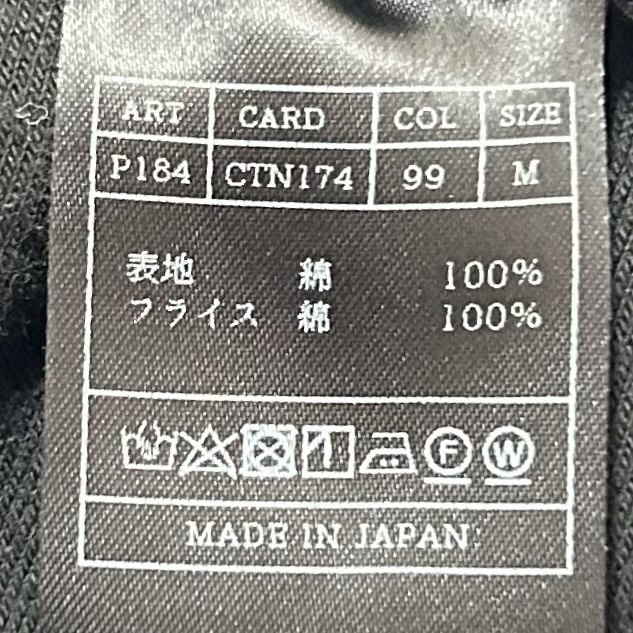 ART CARD COL SIZE
P184 CTN174 99 M
表地 綿 100%
フライス 綿 100%
F W
MADE IN JAPAN